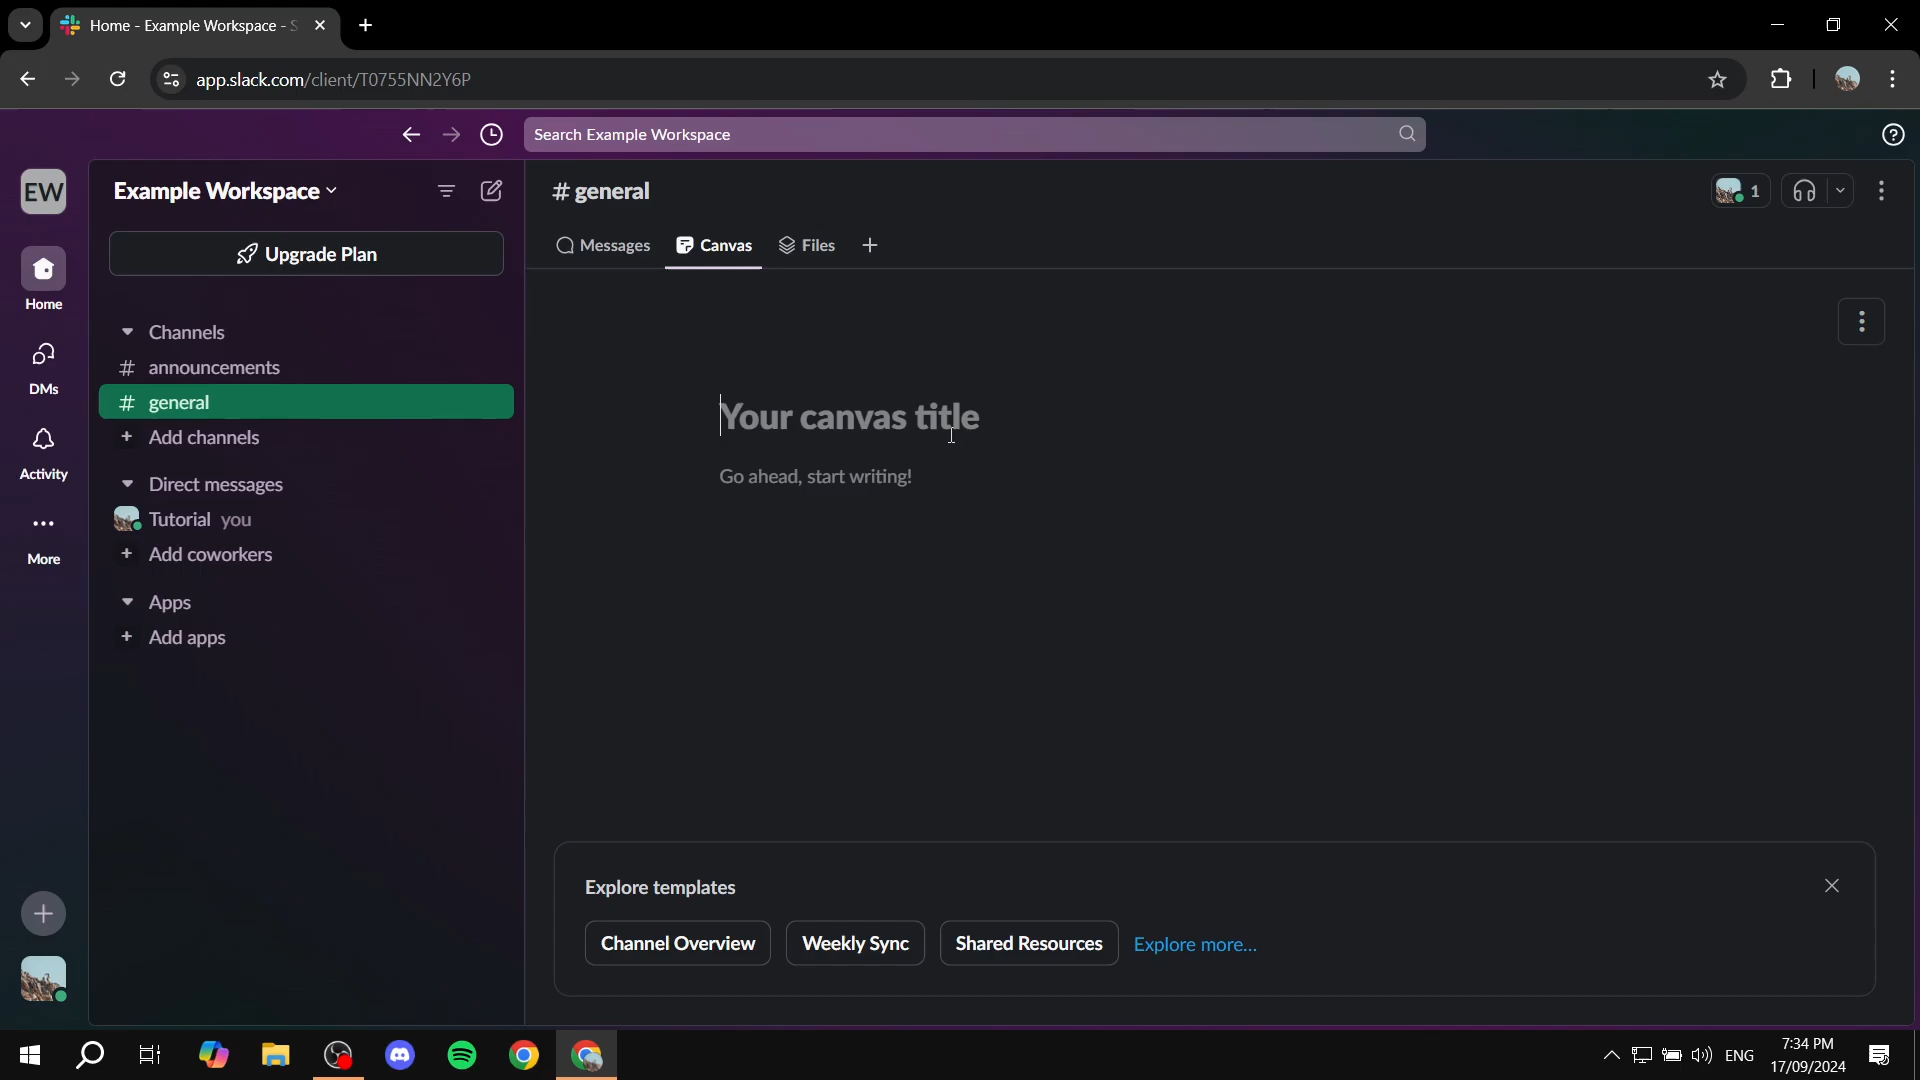 Home - Example Workspace - S
app.slack.com/client/T0755NN2Y6P
Search Example Workspace
EW
Example Workspace
# general
1
Upgrade Plan
Messages
Canvas
Files
Home
DMs
Activity
More
Channels
# announcements
# general
+ Add channels
Direct messages
Tutorial you
+ Add coworkers
Apps
+ Add apps
Your canvas title
Go ahead, start writing!
Explore templates
Channel Overview
Weekly Sync
Shared Resources
Explore more...
ENG
7:34 PM
17/09/2024